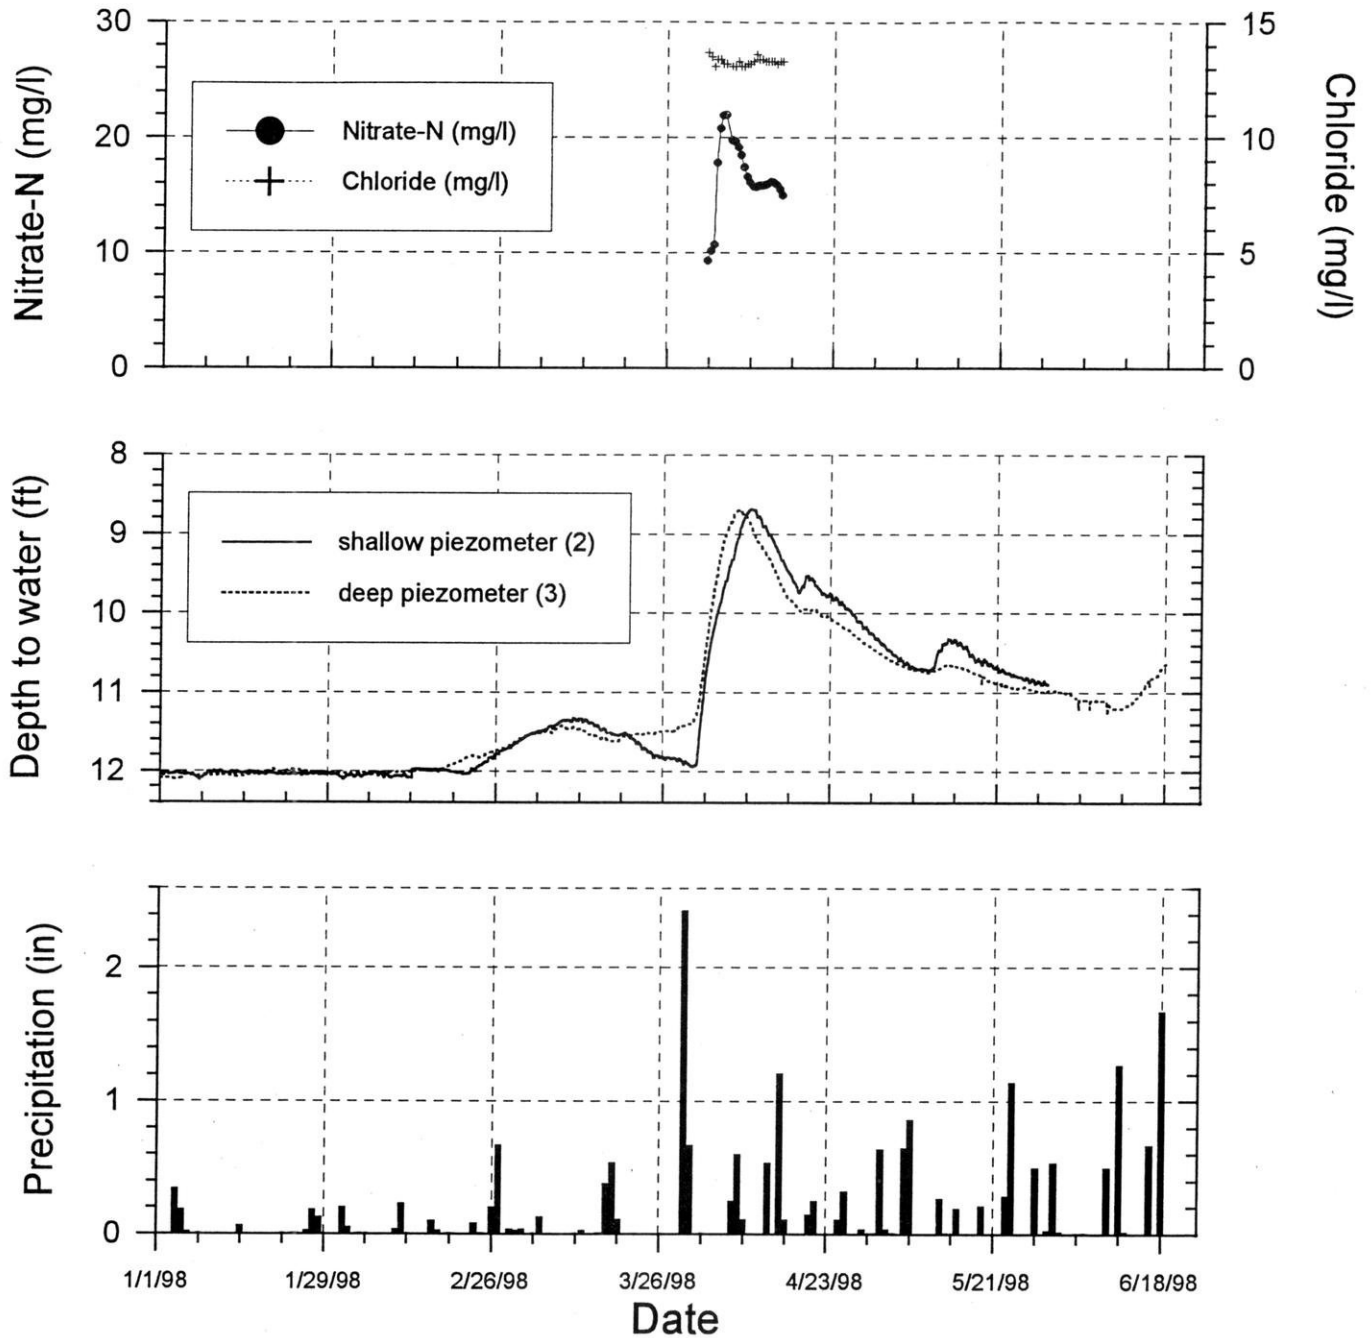 30
20
10
0
Nitrate-N (mg/l)
15
10
5
0
Chloride (mg/l)
Nitrate-N (mg/l)
Chloride (mg/l)
8
9
10
11
12
Depth to water (ft)
shallow piezometer (2)
deep piezometer (3)
2
1
0
Precipitation (in)
1/1/98
1/29/98
2/26/98
3/26/98
4/23/98
5/21/98
6/18/98
Date